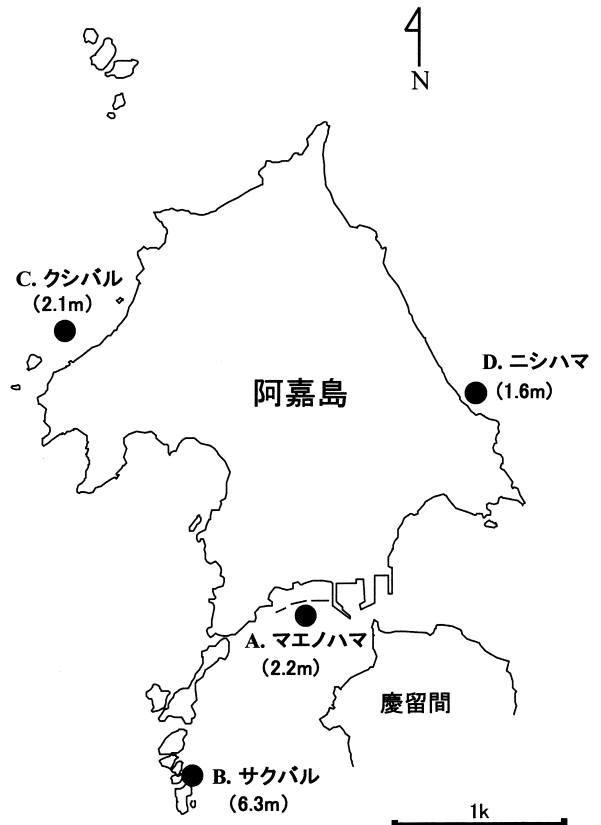 N
C. クシバル
（2.1m）
D. ニシハマ
（1.6m）
阿嘉島
A. マエノハマ
（2.2m）
慶留間
B. サクバル
（6.3m）
1k